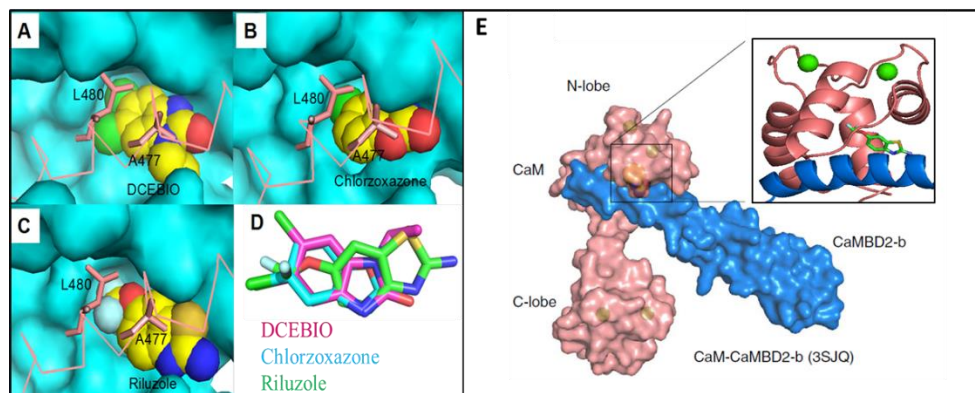 A
L480
A477
DCEBIO
B
L480
A477
Chlorzoxazone
C
L480
A477
Riluzole
D
DCEBIO
Chlorzoxazone
Riluzole
E
N-lobe
CaM
CaMBD2-b
C-lobe
CaM-CaMBD2-b (3SJQ)